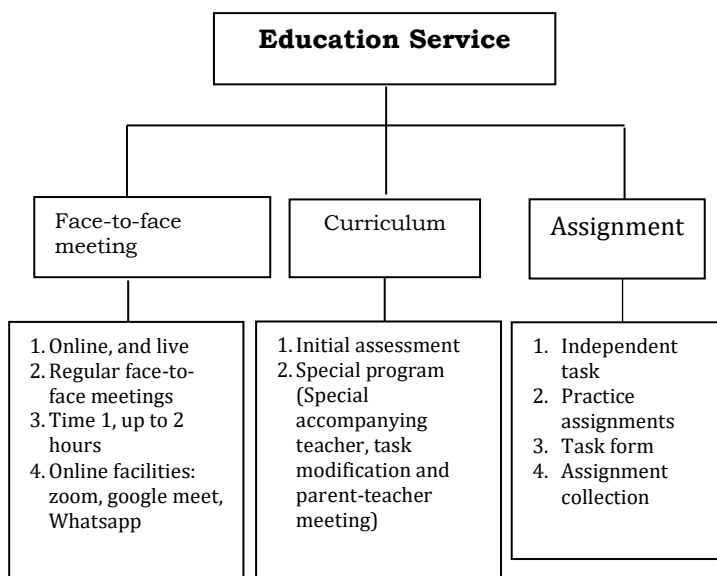 Education Service
Face-to-face
meeting
Curriculum
Assignment
1. Online, and live
2. Regular face-to-
face meetings
3. Time 1, up to 2
hours
4. Online facilities:
zoom, google meet,
Whatsapp
1. Initial assessment
2. Special program
(Special
accompanying
teacher, task
modification and
parent-teacher
meeting)
1. Independent
task
2. Practice
assignments
3. Task form
4. Assignment
collection